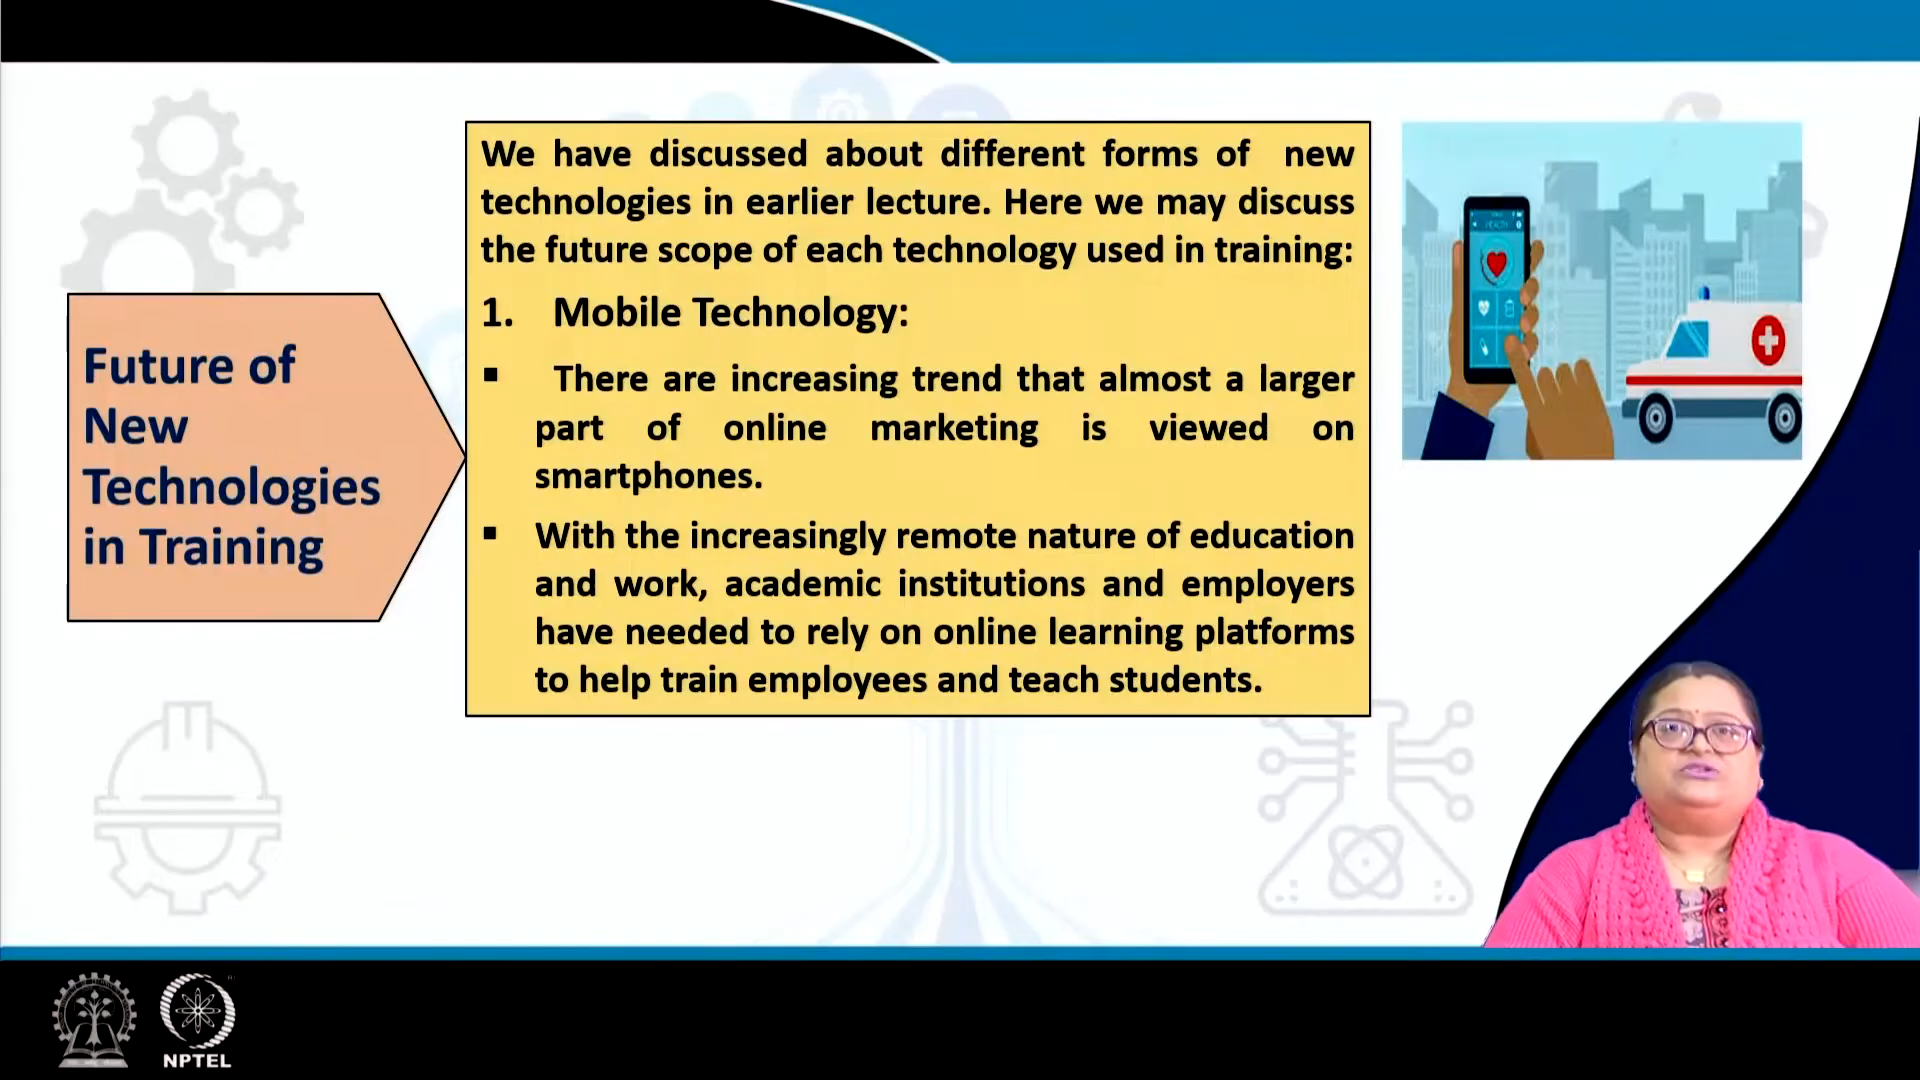 Future of
New
Technologies
in Training
We have discussed about different forms of new
technologies in earlier lecture. Here we may discuss
the future scope of each technology used in training:
1. Mobile Technology:
▪ There are increasing trend that almost a larger
part of online marketing is viewed on
smartphones.
▪ With the increasingly remote nature of education
and work, academic institutions and employers
have needed to rely on online learning platforms
to help train employees and teach students.
NPTEL